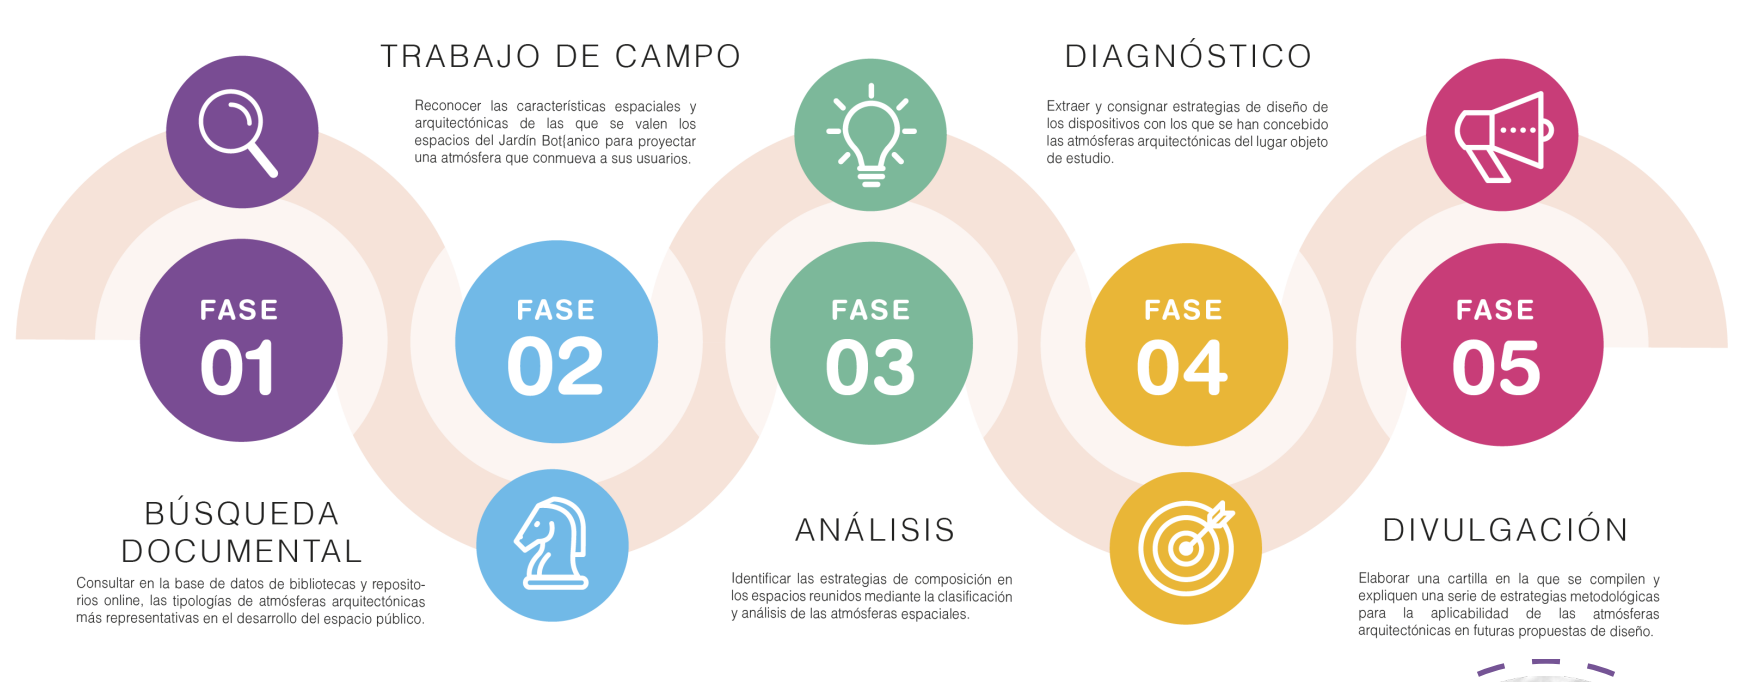 TRABAJO DE CAMPO
Reconocer las características espaciales y
arquitectónicas de las que se valen los
espacios del Jardín Bot{anico para proyectar
una atmósfera que conmueva a sus usuarios.
DIAGNÓSTICO
Extraer y consignar estrategias de diseño de
los dispositivos con los que se han concebido
las atmósferas arquitectónicas del lugar objeto
de estudio.
FASE
01
FASE
02
FASE
03
FASE
04
FASE
05
BÚSQUEDA
DOCUMENTAL
Consultar en la base de datos de bibliotecas y reposito-
rios online, las tipologías de atmósferas arquitectónicas
más representativas en el desarrollo del espacio público.
ANÁLISIS
Identificar las estrategias de composición en
los espacios reunidos mediante la clasificación
y análisis de las atmósferas espaciales.
DIVULGACIÓN
Elaborar una cartilla en la que se compilen y
expliquen una serie de estrategias metodológicas
para la aplicabilidad de las atmósferas
arquitectónicas en futuras propuestas de diseño.